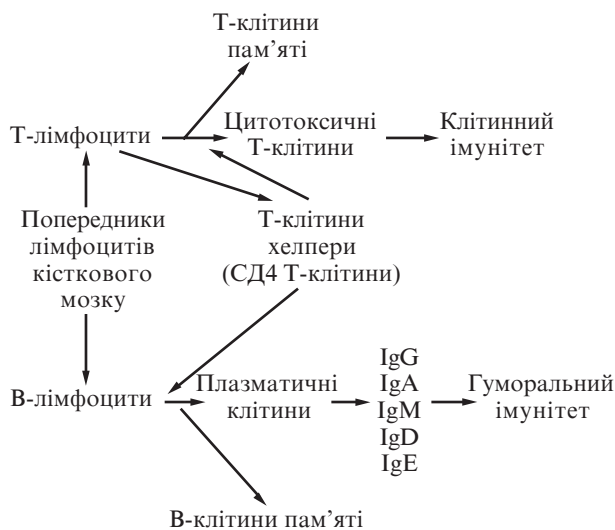 Т-клітини
пам’яті
Т-лімфоцити
Цитотоксичні
Т-клітини
Клітинний
імунітет
Попередники
лімфоцитів
кісткового
мозку
Т-клітини
хелпери
(СД4 Т-клітини)
В-лімфоцити
Плазматичні
клітини
IgG
IgA
IgM
IgD
IgE
Гуморальний
імунітет
В-клітини пам’яті